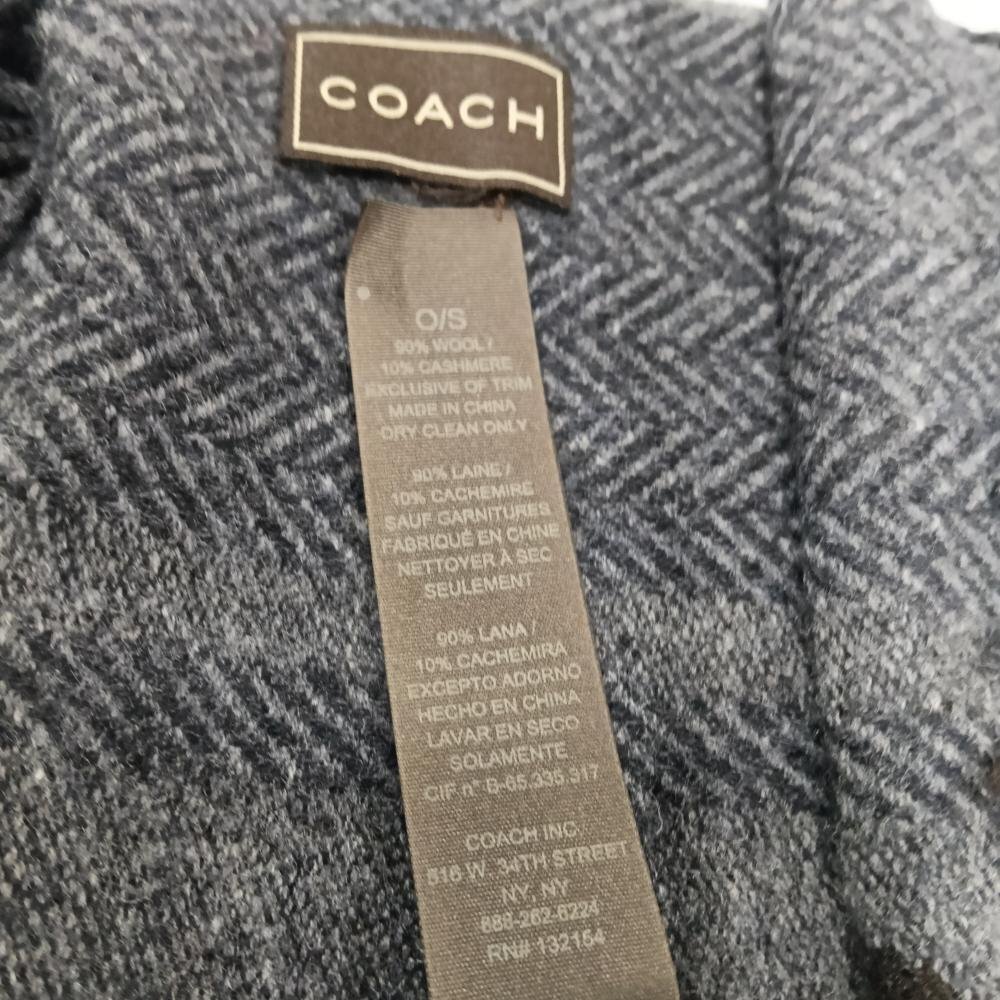 COACH
O/S
90% WOOL /
10% CASHMERE
EXCLUSIVE OF TRIM
MADE IN CHINA
DRY CLEAN ONLY
90% LAINE /
10% CACHEMIRE
SAUF GARNITURES
FABRIQUÉ EN CHINE
NETTOYER À SEC
SEULEMENT
90% LANA /
10% CACHEMIRA
EXCEPTO ADORNO
HECHO EN CHINA
LAVAR EN SECO
SOLAMENTE
CIF n° B-65.335.317
COACH INC
516 W. 34TH STREET
NY, NY
888-262-6224
RN# 132164